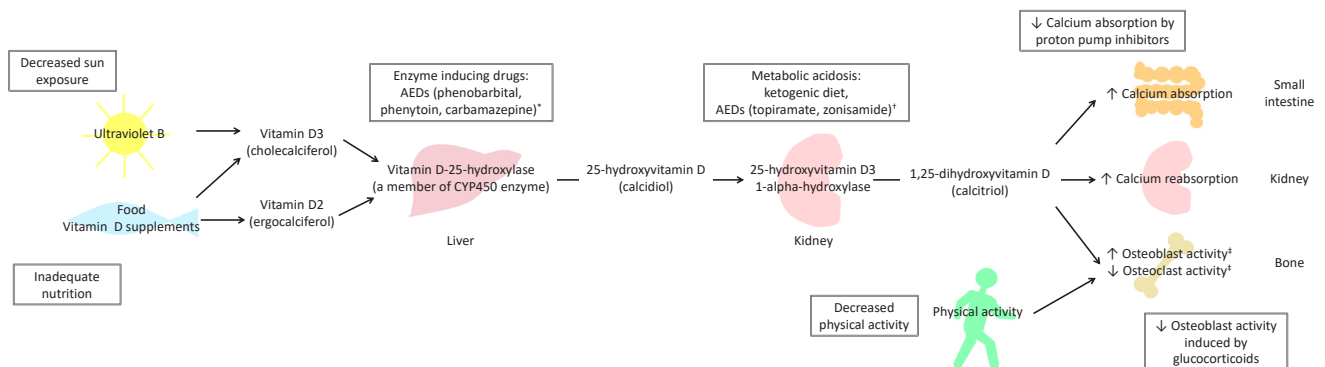 ↓ Calcium absorption by
proton pump inhibitors
Decreased sun
exposure
Enzyme inducing drugs:
AEDs (phenobarbital,
phenytoin, carbamazepine)*
Metabolic acidosis:
ketogenic diet,
AEDs (topiramate, zonisamide)†
Ultraviolet B
Vitamin D3
(cholecalciferol)
Food
Vitamin D supplements
Vitamin D2
(ergocalciferol)
Inadequate
nutrition
Vitamin D-25-hydroxylase
(a member of CYP450 enzyme)
Liver
25-hydroxyvitamin D
(calcidiol)
25-hydroxyvitamin D3
1-alpha-hydroxylase
Kidney
1,25-dihydroxyvitamin D
(calcitriol)
↑ Calcium absorption
Small
intestine
↑ Calcium reabsorption
Kidney
↑ Osteoblast activity‡
↓ Osteoclast activity‡
Bone
Decreased
physical activity
Physical activity
↓ Osteoblast activity
induced by
glucocorticoids